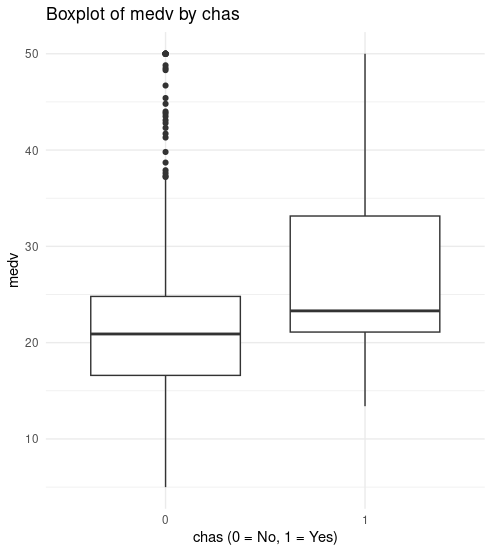 Boxplot of medv by chas
50
40
30
20
10
medv
0 1
chas (0 = No, 1 = Yes)